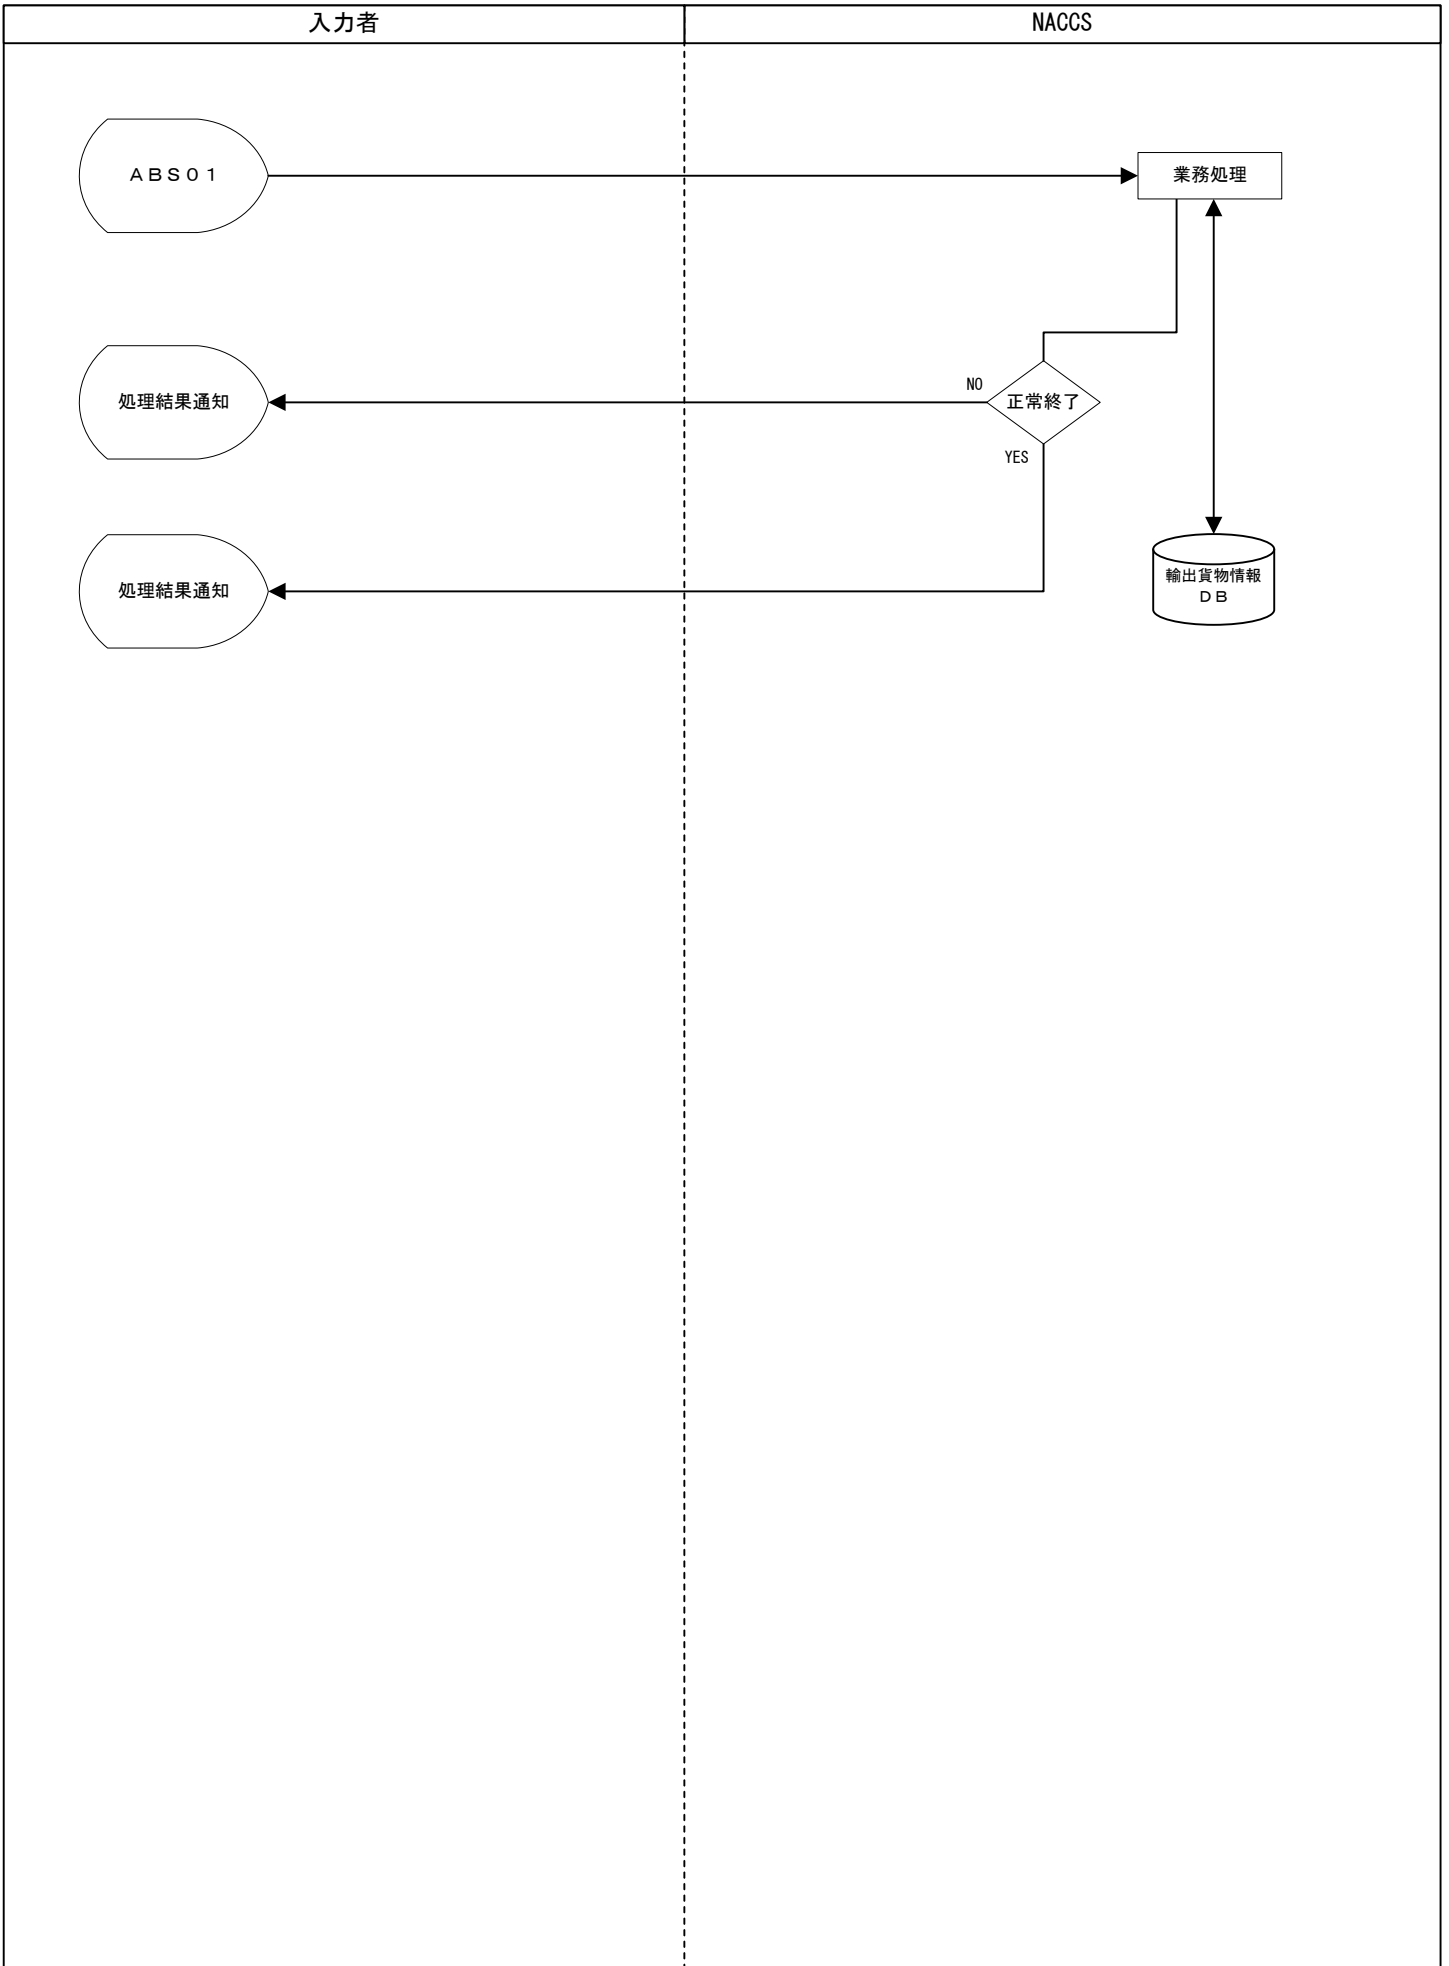 入力者
NACCS
ＡＢＳ０１
業務処理
処理結果通知
NO
正常終了
YES
処理結果通知
輸出貨物情報
ＤＢ